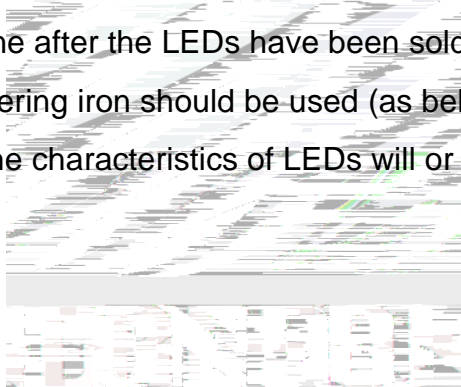 ne after the LEDs have been sold
ering iron should be used (as bel
ne characteristics of LEDs will or